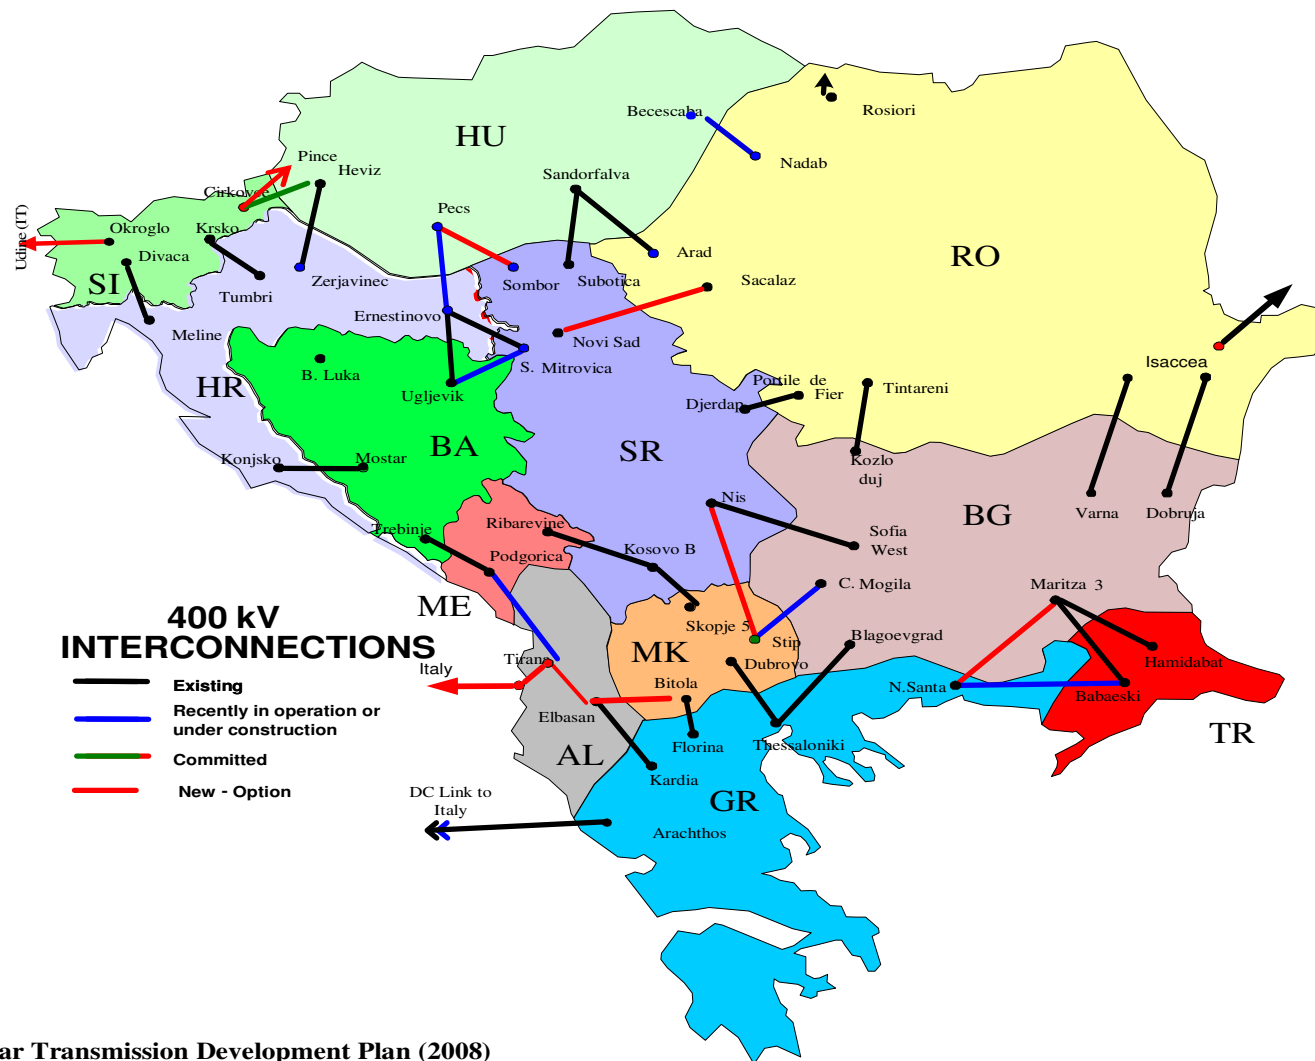 Becescaba
Rosiori
HU
Pince
Heviz
Nadab
Sandorfalva
Cirkovce
Pecs
Udine (IT)
Okroglo
Krsko
Divaca
Arad
RO
SI
Zerjavinec
Sombor
Subotica
Sacalaz
Tumbri
Ernestinovo
Meline
Novi Sad
Isaccea
B. Luka
S. Mitrovica
HR
Ugljevik
Portile de
Fier
Tintareni
Djerdap
BA
SR
Konjsko
Mostar
Kozlo
duj
Nis
BG
Varna
Dobruja
Trebinje
Ribarevine
Sofia
West
Kosovo B
Podgorica
C. Mogila
Maritza 3
ME
400 kV
INTERCONNECTIONS
Skopje 5
Stip
Blagoevgrad
MK
Dubrovo
Hamidabat
Italy
Tirana
Bitola
N.Santa
Babaeski
Existing
Elbasan
Recently in operation or
under construction
Florina
Thessaloniki
TR
Committed
AL
Kardia
New - Option
DC Link to
Italy
GR
Arachthos
ar Transmission Development Plan (2008)